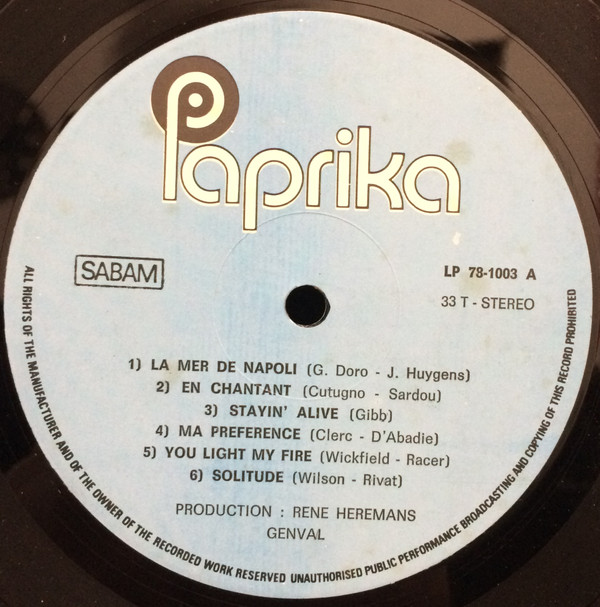 Paprika
SABAM
LP 78-1003 A
33 T - STEREO
1) LA MER DE NAPOLI (G. Doro - J. Huygens)
2) EN CHANTANT (Cutugno - Sardou)
3) STAYIN' ALIVE (Gibb)
4) MA PREFERENCE (Clerc - D'Abadie)
5) YOU LIGHT MY FIRE (Wickfield - Racer)
6) SOLITUDE (Wilson - Rivat)
PRODUCTION : RENE HEREMANS
GENVAL
ALL RIGHTS OF THE MANUFACTURER AND OF THE OWNER OF THE RECORDED WORK RESERVED UNAUTHORISED PUBLIC PERFORMANCE BROADCASTING AND COPYING OF THIS RECORD PROHIBITED